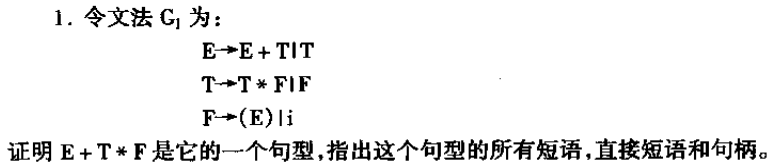 1. 令文法 G₁ 为：
E→E + T|T
T→T * F|F
F→(E)|i
证明 E + T * F 是它的一个句型，指出这个句型的所有短语，直接短语和句柄。